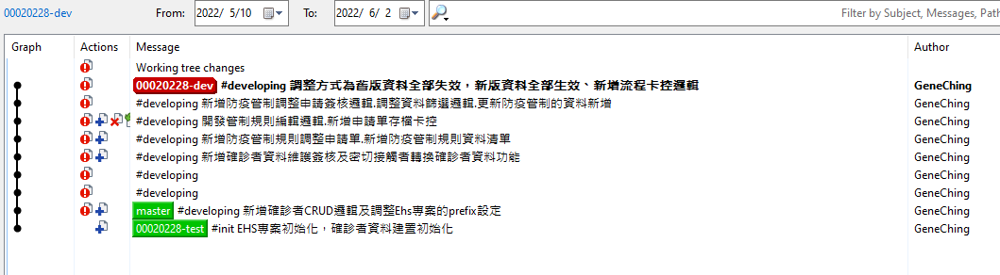 00020228-dev From: 2022/ 5/10 To: 2022/ 6/ 2 Filter by Subject, Messages, Path
Graph Actions Message Author
Working tree changes
00020228-dev #developing 調整方式為舊版資料全部失效，新版資料全部生效、新增流程卡控邏輯 GeneChing
#developing 新增防疫管制調整申請簽核邏輯.調整資料篩選邏輯.更新防疫管制的資料新增 GeneChing
#developing 開發管制規則編輯邏輯.新增申請單存檔卡控 GeneChing
#developing 新增防疫管制規則調整申請單.新增防疫管制規則資料清單 GeneChing
#developing 新增確診者資料維護簽核及密切接觸者轉換確診者資料功能 GeneChing
#developing GeneChing
#developing GeneChing
master #developing 新增確診者CRUD邏輯及調整Ehs專案的prefix設定 GeneChing
00020228-test #init EHS專案初始化，確診者資料建置初始化 GeneChing